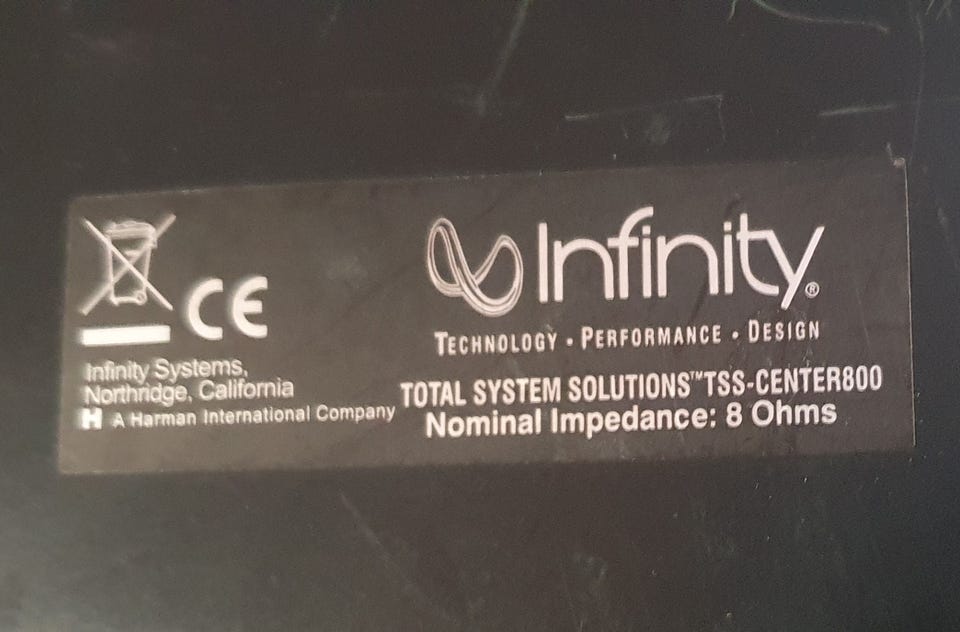 CE
Infinity Systems,
Northridge, California
H A Harman International Company
Infinity®
TECHNOLOGY • PERFORMANCE • DESIGN
TOTAL SYSTEM SOLUTIONS™TSS-CENTER800
Nominal Impedance: 8 Ohms